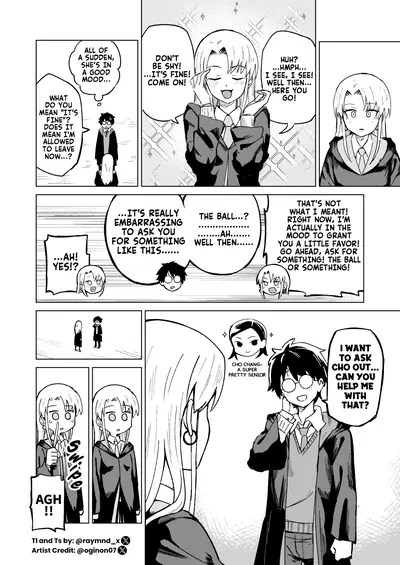 HUH?
...HMPH...
I SEE, I SEE!
WELL THEN...
HERE
YOU GO!
DON'T
BE SHY!
...IT'S FINE!
COME ON!
ALL OF
A SUDDEN,
SHE'S IN
A GOOD
MOOD...
WHAT
DO YOU
MEAN "IT'S
FINE"?
DOES IT
MEAN I'M
ALLOWED
TO LEAVE
NOW...?
THAT'S NOT
WHAT I MEANT!
RIGHT NOW, I'M
ACTUALLY IN
THE MOOD TO GRANT
YOU A LITTLE FAVOR!
GO AHEAD, ASK FOR
SOMETHING! THE BALL
OR SOMETHING!
THE BALL...?
..................
.......AH.......
WELL THEN.......
...IT'S REALLY
EMBARRASSING
TO ASK YOU
FOR SOMETHING
LIKE THIS......
...AH!
YES!?
CHO CHANG-
A SUPER
PRETTY SENIOR
I WANT
TO ASK
CHO OUT...
CAN YOU
HELP ME
WITH
THAT?
SWIPE
AGH
!!
Tl and Ts by: @raymnd_x X
Artist Credit: @oginon07 X